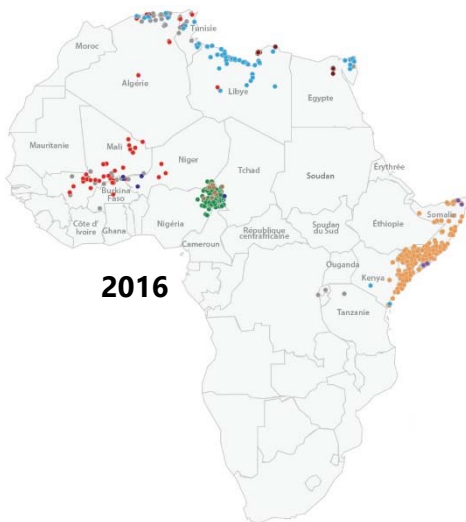 Tunisie
Maroc
Algérie
Libye
Egypte
Mauritanie
Mali
Niger
Tchad
Soudan
Érythrée
Burkina
Faso
Côte d'
Ivoire
Ghana
Nigéria
Cameroun
République
centrafricaine
Soudan
du Sud
Éthiopie
Somalie
Ouganda
Kenya
Tanzanie
2016